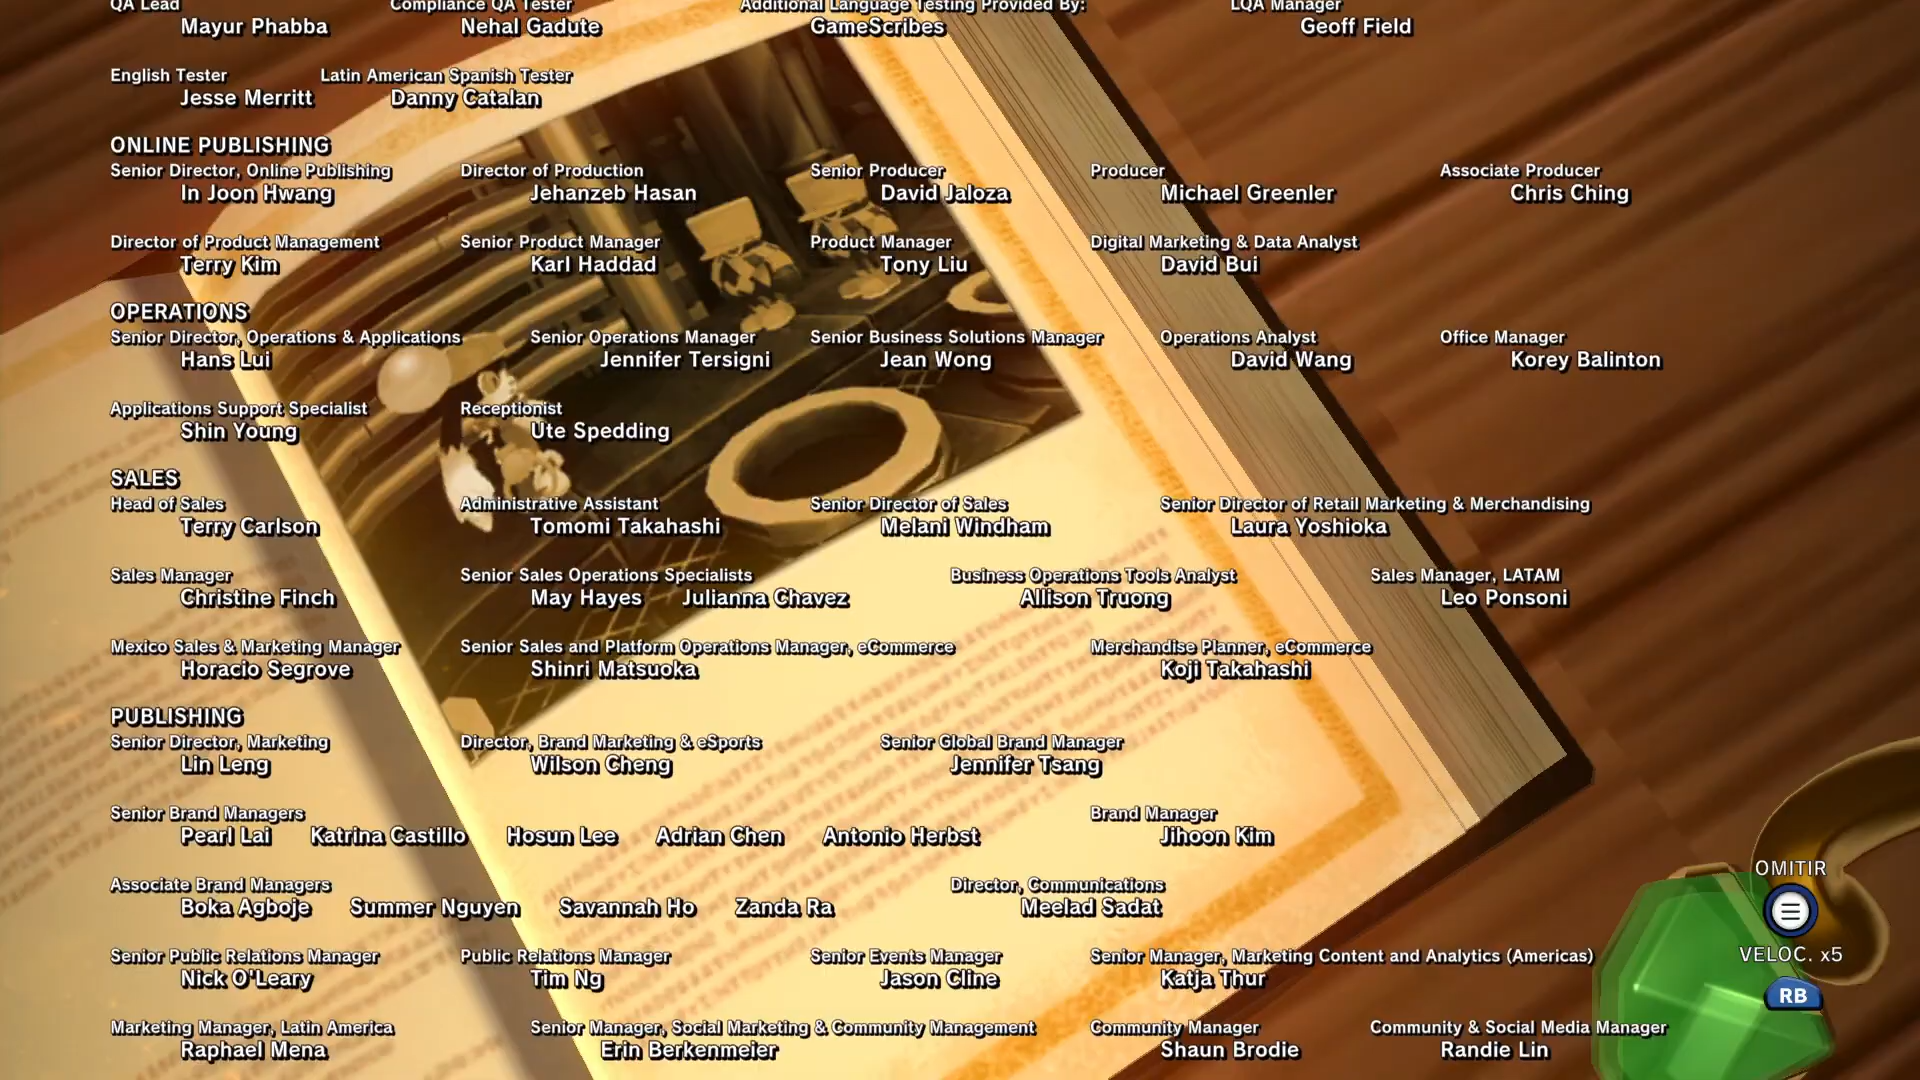 QA Lead Compliance QA Tester Additional Language Testing Provided By: LQA Manager
Mayur Phabba Nehal Gadute GameScribes Geoff Field
English Tester Latin American Spanish Tester
Jesse Merritt Danny Catalan
ONLINE PUBLISHING
Senior Director, Online Publishing Director of Production Senior Producer Producer Associate Producer
In Joon Hwang Jehanzeb Hasan David Jaloza Michael Greenler Chris Ching
Director of Product Management Senior Product Manager Product Manager Digital Marketing & Data Analyst
Terry Kim Karl Haddad Tony Liu David Bui
OPERATIONS
Senior Director, Operations & Applications Senior Operations Manager Senior Business Solutions Manager Operations Analyst Office Manager
Hans Lui Jennifer Tersigni Jean Wong David Wang Korey Balinton
Applications Support Specialist Receptionist
Shin Young Ute Spedding
SALES
Head of Sales Administrative Assistant Senior Director of Sales Senior Director of Retail Marketing & Merchandising
Terry Carlson Tomomi Takahashi Melani Windham Laura Yoshioka
Sales Manager Senior Sales Operations Specialists Business Operations Tools Analyst Sales Manager, LATAM
Christine Finch May Hayes Julianna Chavez Allison Truong Leo Ponsoni
Mexico Sales & Marketing Manager Senior Sales and Platform Operations Manager, eCommerce Merchandise Planner, eCommerce
Horacio Segrove Shinri Matsuoka Koji Takahashi
PUBLISHING
Senior Director, Marketing Director, Brand Marketing & eSports Senior Global Brand Manager
Lin Leng Wilson Cheng Jennifer Tsang
Senior Brand Managers Brand Manager
Pearl Lai Katrina Castillo Hosun Lee Adrian Chen Antonio Herbst Jihoon Kim
Associate Brand Managers Director, Communications
Boka Agboje Summer Nguyen Savannah Ho Zanda Ra Meelad Sadat
Senior Public Relations Manager Public Relations Manager Senior Events Manager Senior Manager, Marketing Content and Analytics (Americas)
Nick O'Leary Tim Ng Jason Cline Katja Thur
Marketing Manager, Latin America Senior Manager, Social Marketing & Community Management Community Manager Community & Social Media Manager
Raphael Mena Erin Berkenmeier Shaun Brodie Randie Lin
OMITIR
VELOC. x5
RB